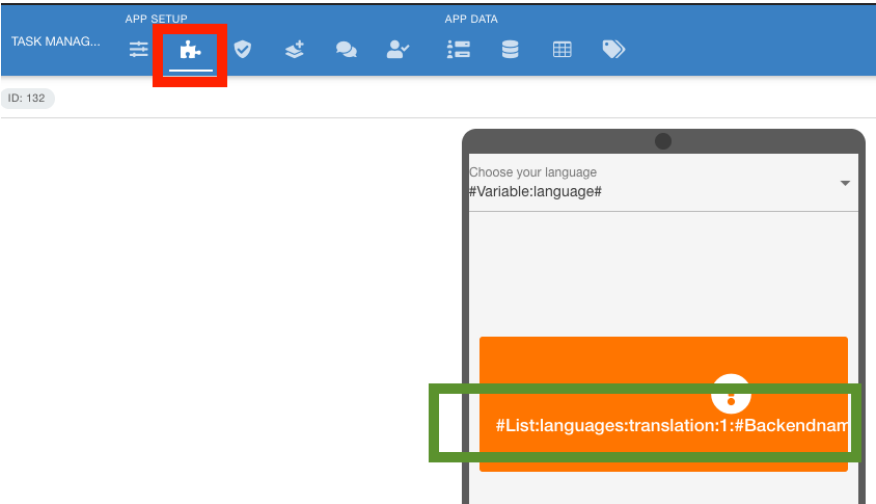 APP SETUP
APP DATA
TASK MANAG...
ID: 132
Choose your language
#Variable:language#
#List:languages:translation:1:#Backendnam